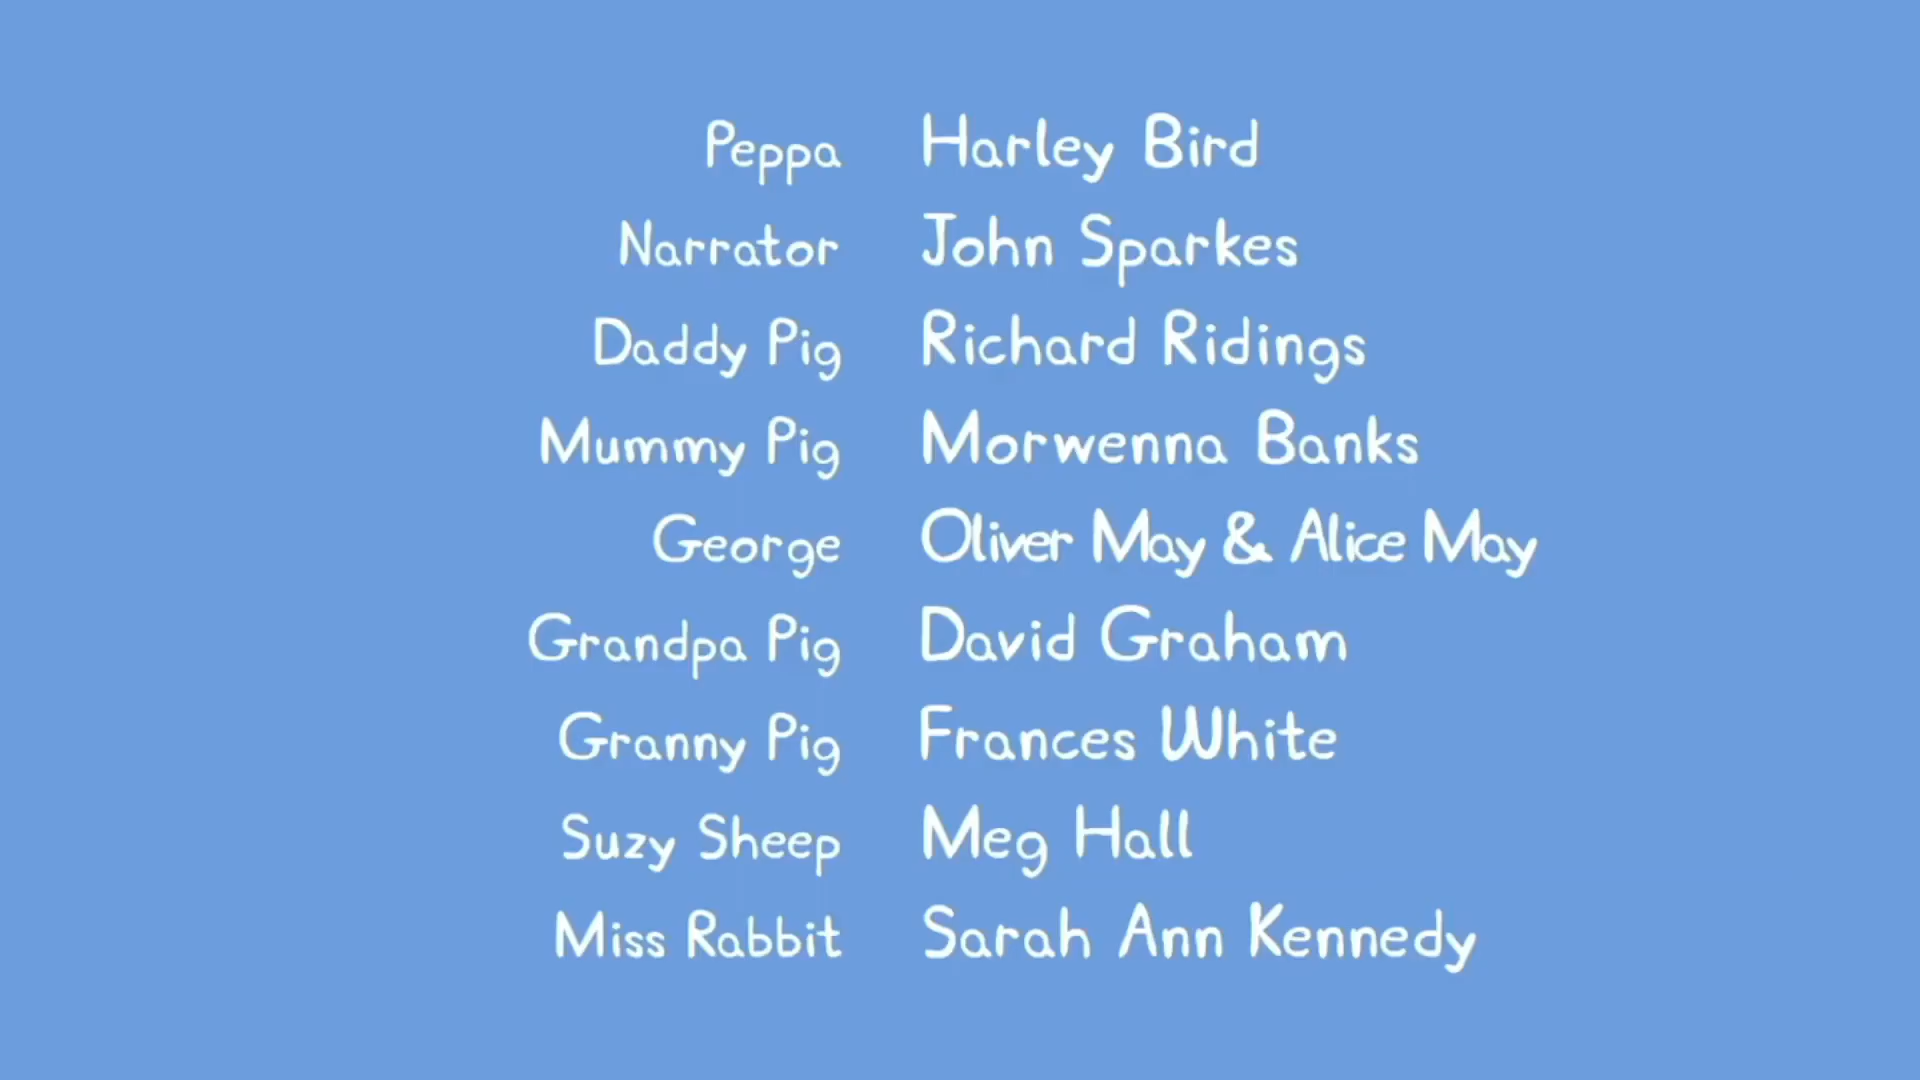 Peppa Harley Bird
Narrator John Sparkes
Daddy Pig Richard Ridings
Mummy Pig Morwenna Banks
George Oliver May & Alice May
Grandpa Pig David Graham
Granny Pig Frances White
Suzy Sheep Meg Hall
Miss Rabbit Sarah Ann Kennedy